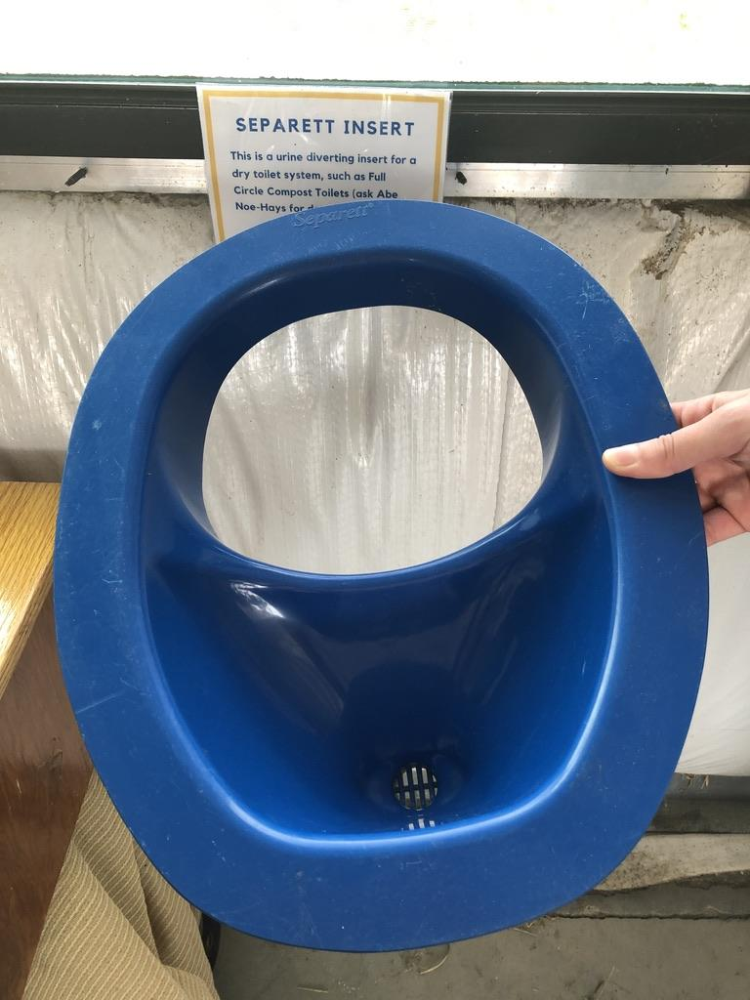 SEPARETT INSERT
This is a urine diverting insert for a
dry toilet system, such as Full
Circle Compost Toilets (ask Abe
Noe-Hays for
Separett